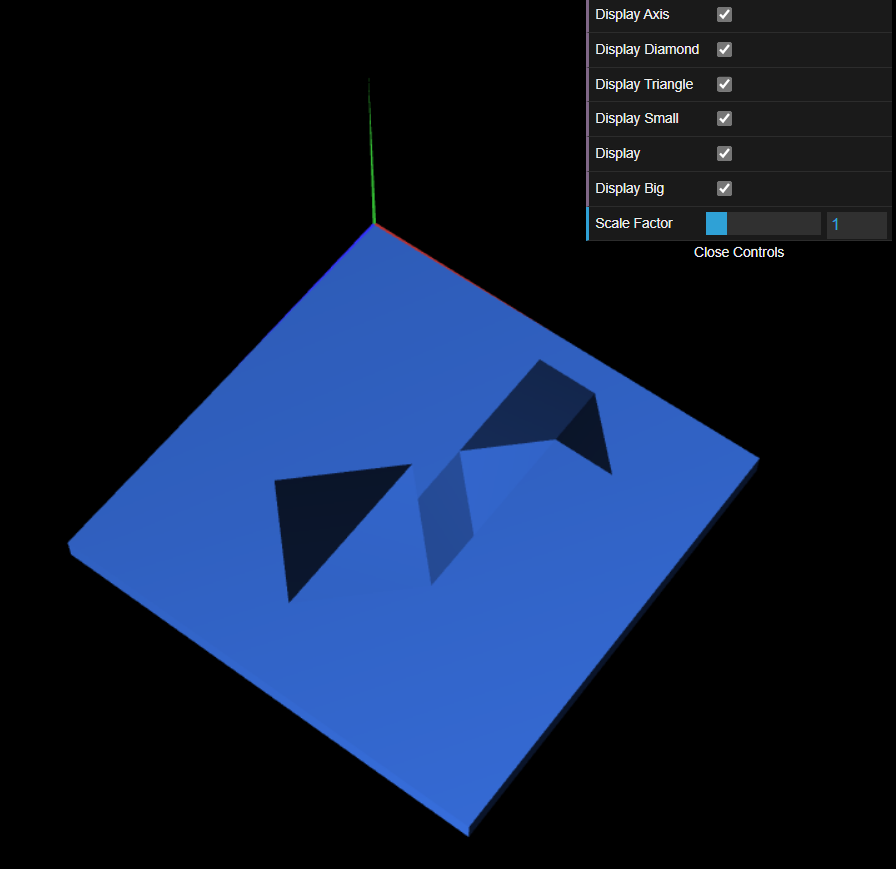 Display Axis
Display Diamond
Display Triangle
Display Small
Display
Display Big
Scale Factor 1
Close Controls